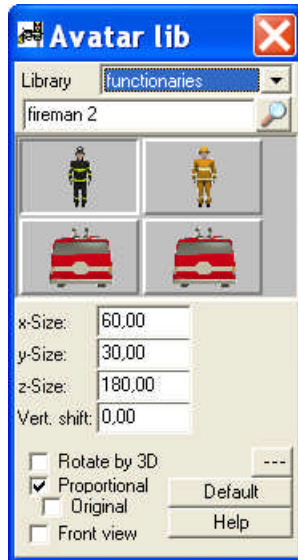 Avatar lib
Library functionaries
fireman 2
x-Size: 60,00
y-Size: 30,00
z-Size: 180,00
Vert. shift: 0,00
Rotate by 3D ---
Proportional
Original
Default
Front view
Help